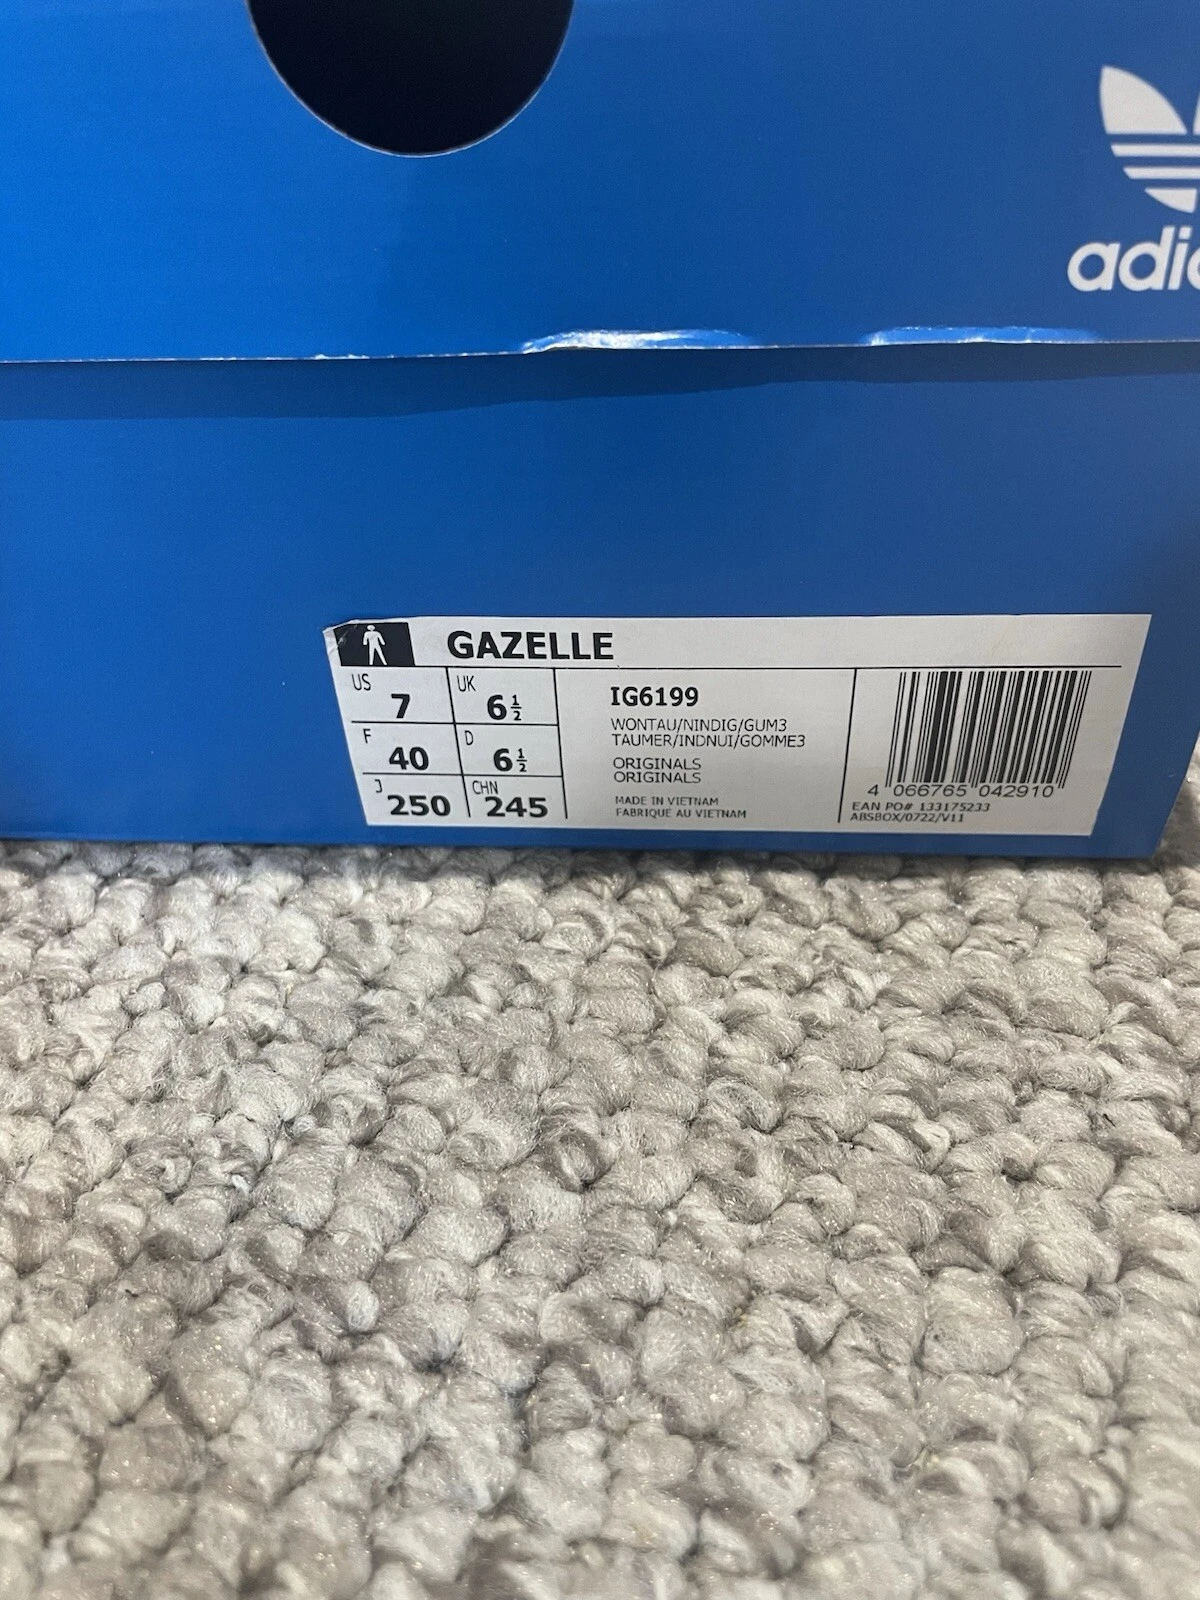 adi
GAZELLE
US 7 UK 6½
F 40 D 6½
J 250 CHN 245
IG6199
WONTAU/NINDIG/GUM3
TAUMER/INDNUI/GOMME3
ORIGINALS
ORIGINALS
MADE IN VIETNAM
FABRIQUE AU VIETNAM
4 066765 042910
EAN PO# 133175233
ABSBOX/0722/V11